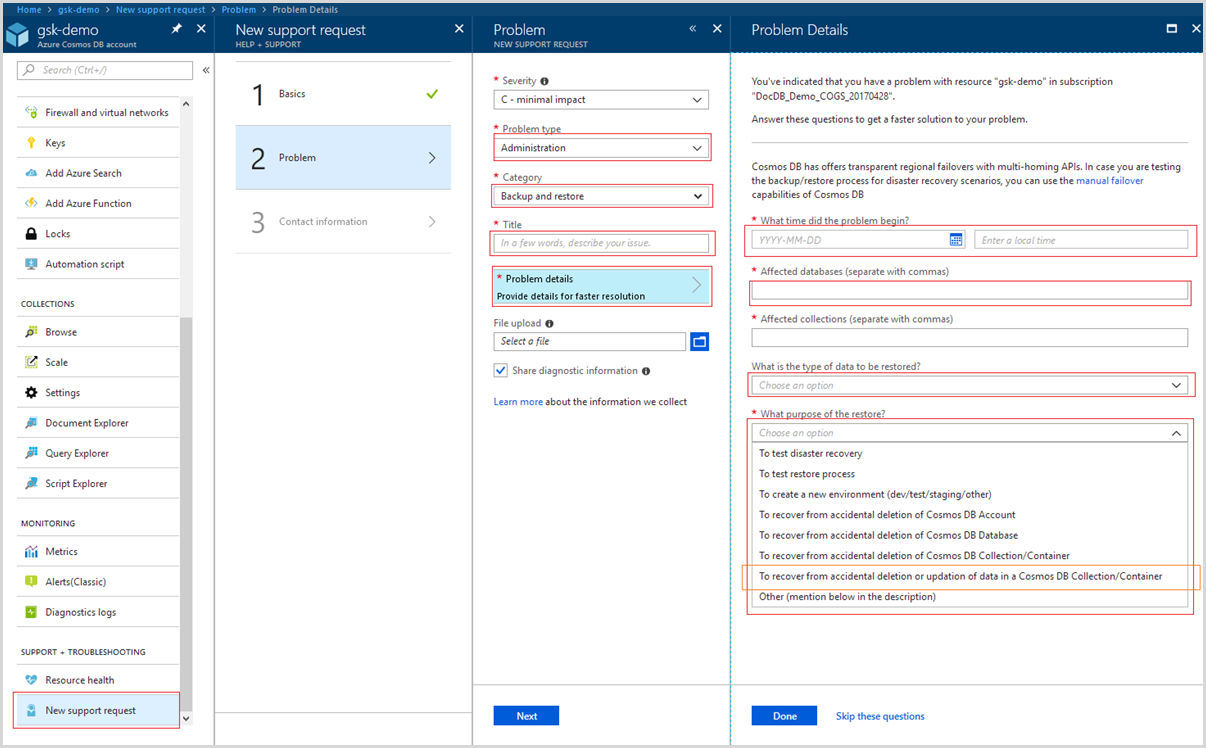 Home > gsk-demo > New support request > Problem > Problem Details
gsk-demo
Azure Cosmos DB account
Search (Ctrl+/)
Firewall and virtual networks
Keys
Add Azure Search
Add Azure Function
Locks
Automation script
COLLECTIONS
Browse
Scale
Settings
Document Explorer
Query Explorer
Script Explorer
MONITORING
Metrics
Alerts(Classic)
Diagnostics logs
SUPPORT + TROUBLESHOOTING
Resource health
New support request
New support request
HELP + SUPPORT
1 Basics
2 Problem
3 Contact information
Problem
NEW SUPPORT REQUEST
* Severity
C - minimal impact
* Problem type
Administration
* Category
Backup and restore
* Title
In a few words, describe your issue.
* Problem details
Provide details for faster resolution
File upload
Select a file
Share diagnostic information
Learn more about the information we collect
Next
Problem Details
You've indicated that you have a problem with resource "gsk-demo" in subscription
"DocDB_Demo_COGS_20170428".
Answer these questions to get a faster solution to your problem.
Cosmos DB has offers transparent regional failovers with multi-homing APIs. In case you are testing
the backup/restore process for disaster recovery scenarios, you can use the manual failover
capabilities of Cosmos DB
* What time did the problem begin?
YYYY-MM-DD
Enter a local time
* Affected databases (separate with commas)
* Affected collections (separate with commas)
What is the type of data to be restored?
Choose an option
* What purpose of the restore?
Choose an option
To test disaster recovery
To test restore process
To create a new environment (dev/test/staging/other)
To recover from accidental deletion of Cosmos DB Account
To recover from accidental deletion of Cosmos DB Database
To recover from accidental deletion of Cosmos DB Collection/Container
To recover from accidental deletion or updation of data in a Cosmos DB Collection/Container
Other (mention below in the description)
Done
Skip these questions